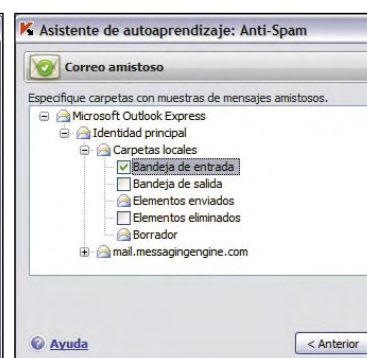 Asistente de autoaprendizaje: Anti-Spam
Correo amistoso
Especifique carpetas con muestras de mensajes amistosos.
Microsoft Outlook Express
Identidad principal
Carpetas locales
Bandeja de entrada
Bandeja de salida
Elementos enviados
Elementos eliminados
Borrador
mail.messagingengine.com
Ayuda
< Anterior